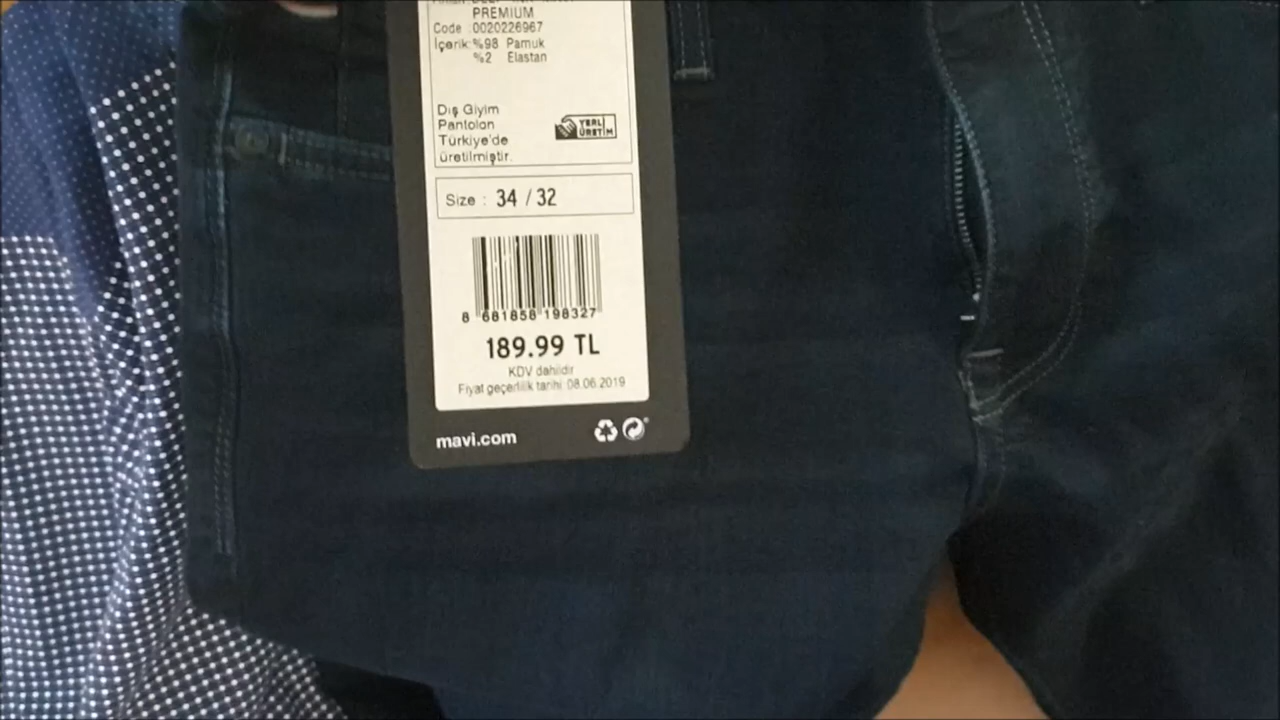 PREMIUM
Code : 0020226967
İçerik: %98 Pamuk
%2 Elastan
Dış Giyim
Pantolon
Türkiye'de
üretilmiştir.
YERLİ
ÜRETİM
Size : 34 / 32
8 681858 198327
189.99 TL
KDV dahildir
Fiyat geçerlilik tarihi: 08.06.2019
mavi.com